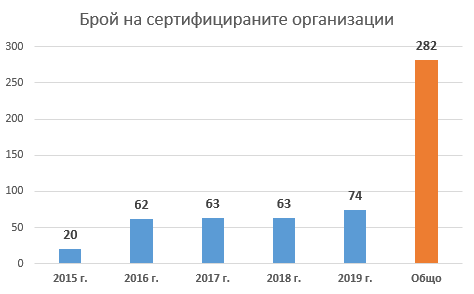 Брой на сертифицираните организации
300
250
200
150
100
50
0
20
62
63
63
74
282
2015 г.
2016 г.
2017 г.
2018 г.
2019 г.
Общо